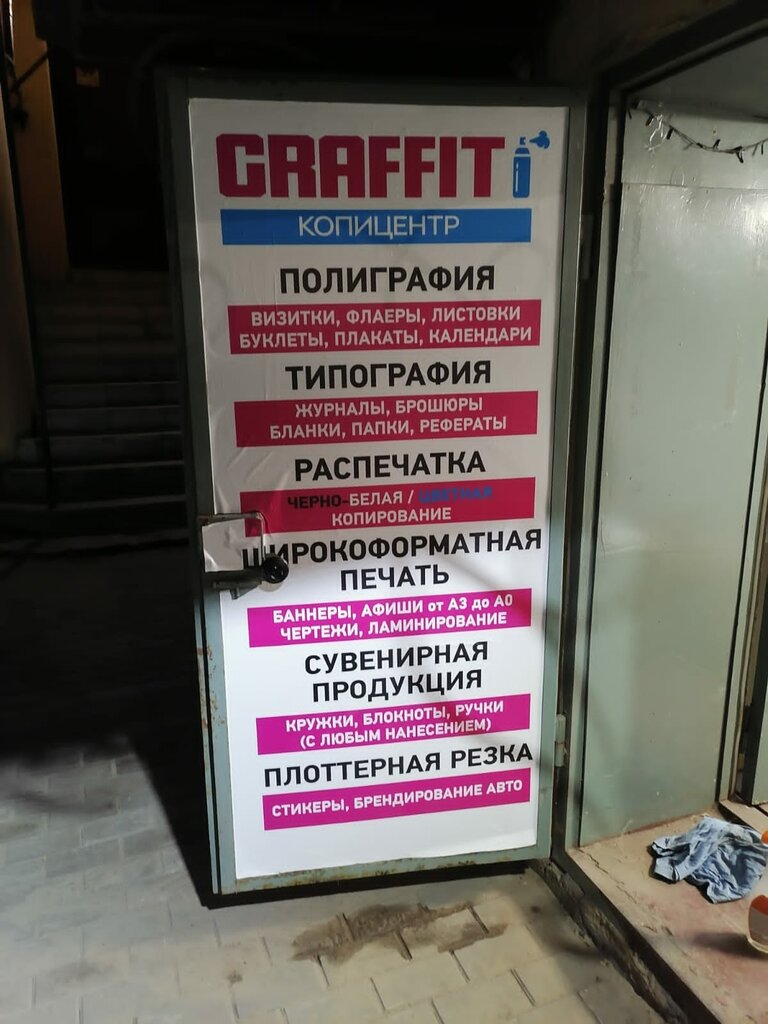 GRAFFITI
КОПИЦЕНТР
ПОЛИГРАФИЯ
ВИЗИТКИ, ФЛАЕРЫ, ЛИСТОВКИ
БУКЛЕТЫ, ПЛАКАТЫ, КАЛЕНДАРИ
ТИПОГРАФИЯ
ЖУРНАЛЫ, БРОШЮРЫ
БЛАНКИ, ПАПКИ, РЕФЕРАТЫ
РАСПЕЧАТКА
ЧЕРНО-БЕЛАЯ / ЦВЕТНАЯ
КОПИРОВАНИЕ
ШИРОКОФОРМАТНАЯ
ПЕЧАТЬ
БАННЕРЫ, АФИШИ от А3 до А0
ЧЕРТЕЖИ, ЛАМИНИРОВАНИЕ
СУВЕНИРНАЯ
ПРОДУКЦИЯ
КРУЖКИ, БЛОКНОТЫ, РУЧКИ
(С ЛЮБЫМ НАНЕСЕНИЕМ)
ПЛОТТЕРНАЯ РЕЗКА
СТИКЕРЫ, БРЕНДИРОВАНИЕ АВТО